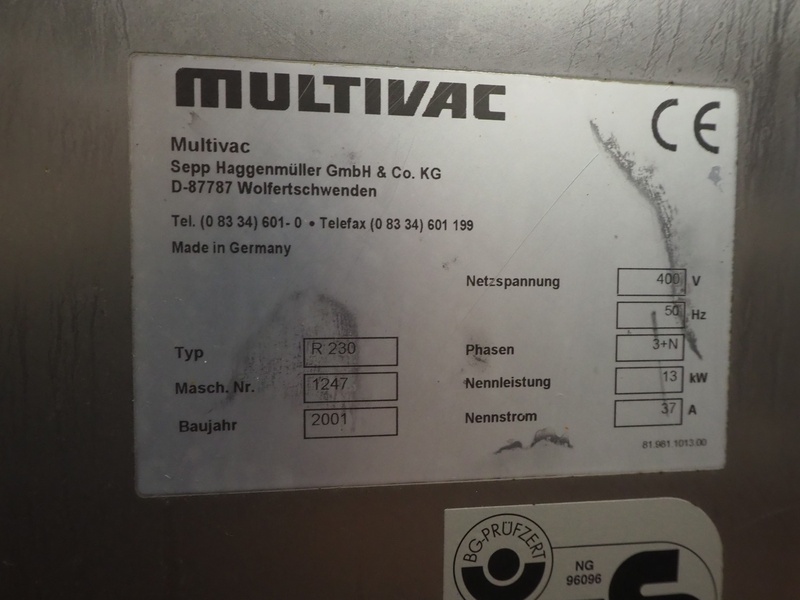 MULTIVAC
CE
Multivac
Sepp Haggenmüller GmbH & Co. KG
D-87787 Wolfertschwenden
Tel. (0 83 34) 601- 0 • Telefax (0 83 34) 601 199
Made in Germany
Netzspannung 400 V
50 Hz
Typ R 230 Phasen 3+N
Masch. Nr. 1247 Nennleistung 13 kW
Baujahr 2001 Nennstrom 37 A
81.981.1013.00
BG-PRÜFZERT
NG
96096